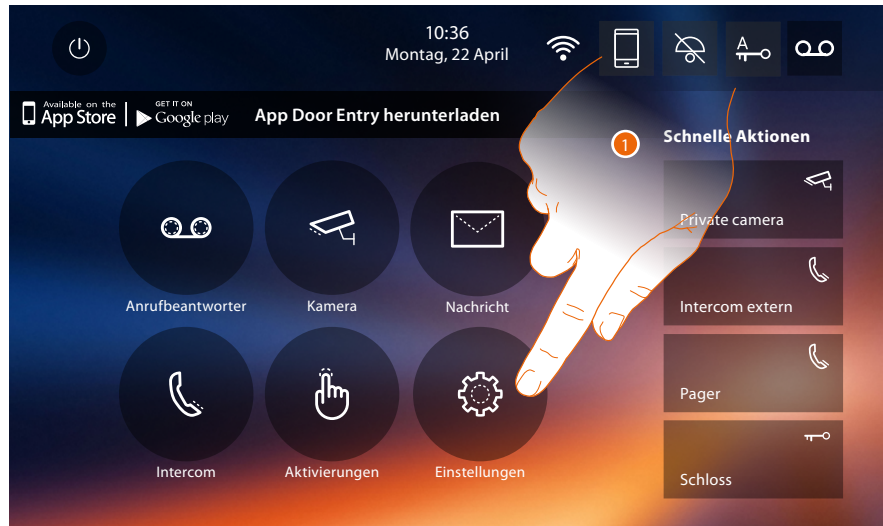 10:36
Montag, 22 April
A
Available on the
App Store
GET IT ON
Google play
App Door Entry herunterladen
1
Schnelle Aktionen
Private camera
Intercom extern
Pager
Schloss
Anrufbeantworter
Kamera
Nachricht
Intercom
Aktivierungen
Einstellungen